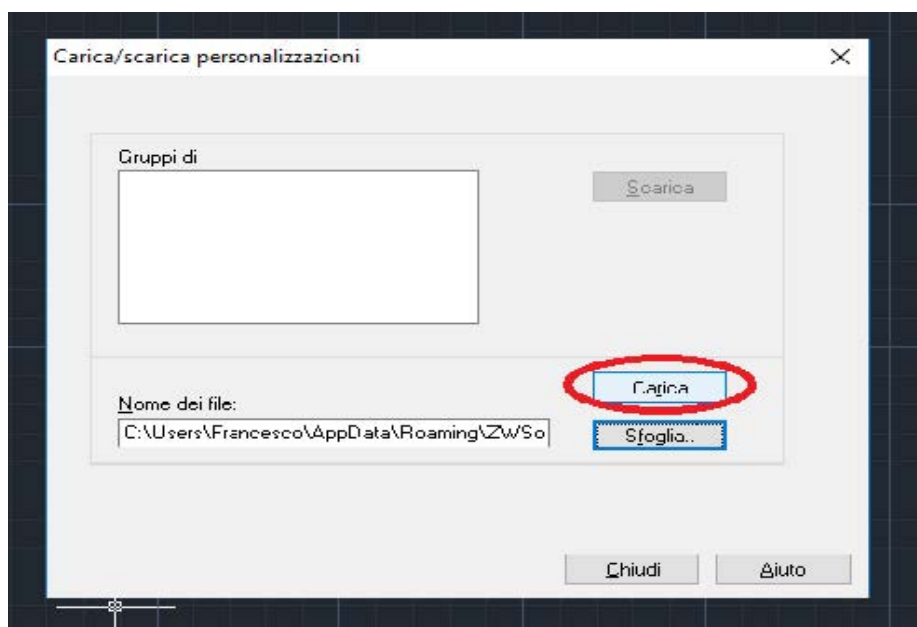 Carica/scarica personalizzazioni
Gruppi di
Scarica
Carica
Nome dei file:
C:\Users\Francesco\AppData\Roaming\ZWSo
Sfoglia..
Chiudi
Aiuto